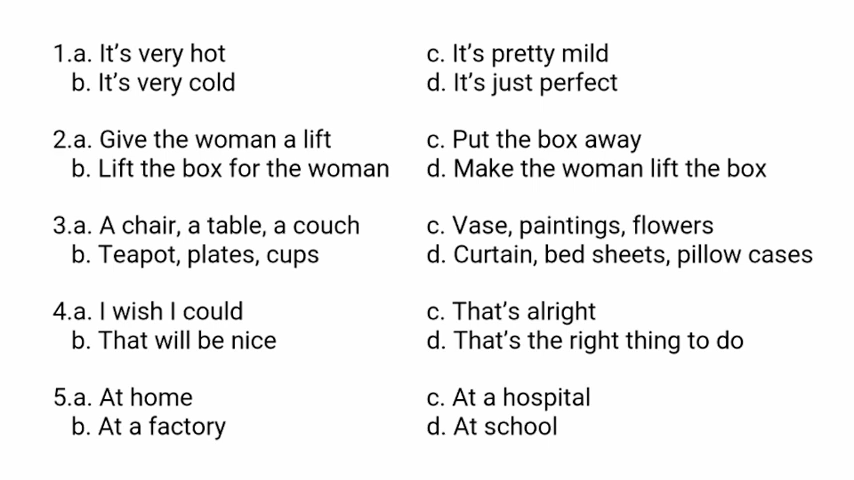 1.a. It's very hot c. It's pretty mild
b. It's very cold d. It's just perfect
2.a. Give the woman a lift c. Put the box away
b. Lift the box for the woman d. Make the woman lift the box
3.a. A chair, a table, a couch c. Vase, paintings, flowers
b. Teapot, plates, cups d. Curtain, bed sheets, pillow cases
4.a. I wish I could c. That's alright
b. That will be nice d. That's the right thing to do
5.a. At home c. At a hospital
b. At a factory d. At school